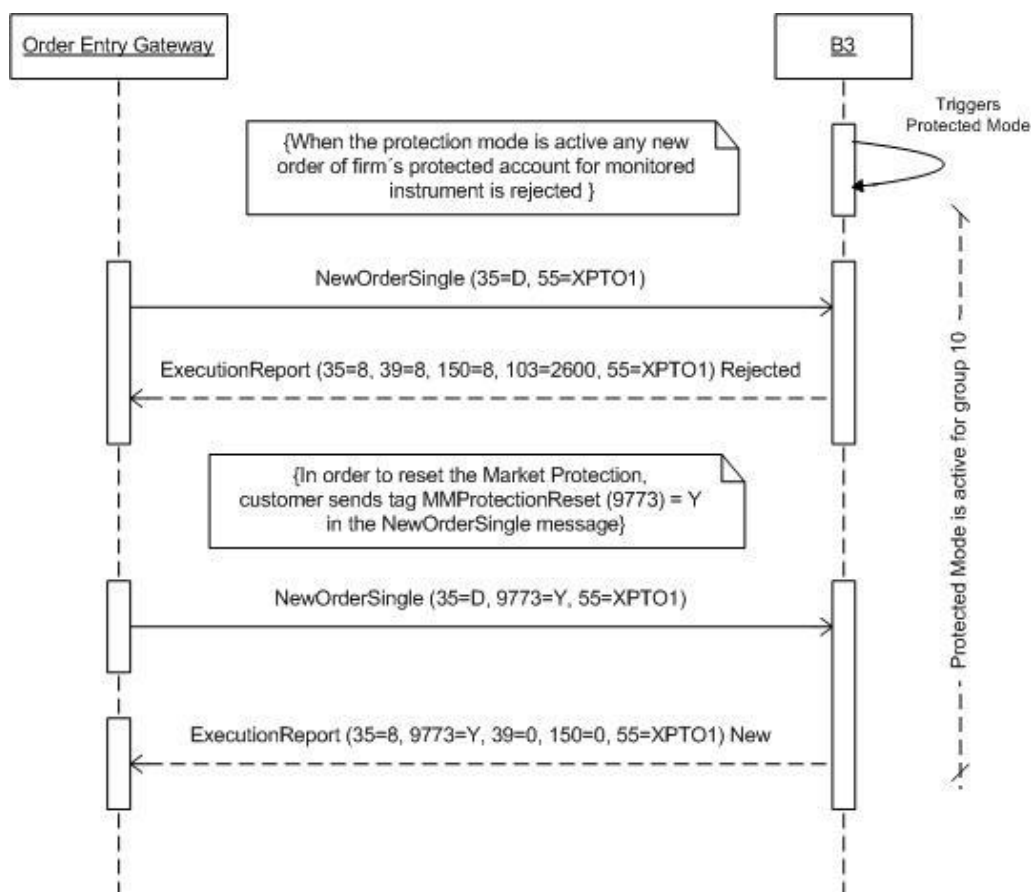 Order Entry Gateway
B3
Triggers
Protected Mode
{When the protection mode is active any new
order of firm´s protected account for monitored
instrument is rejected }
NewOrderSingle (35=D, 55=XPTO1)
ExecutionReport (35=8, 39=8, 150=8, 103=2600, 55=XPTO1) Rejected
{In order to reset the Market Protection,
customer sends tag MMProtectionReset (9773) = Y
in the NewOrderSingle message}
NewOrderSingle (35=D, 9773=Y, 55=XPTO1)
ExecutionReport (35=8, 9773=Y, 39=0, 150=0, 55=XPTO1) New
Protected Mode is active for group 10